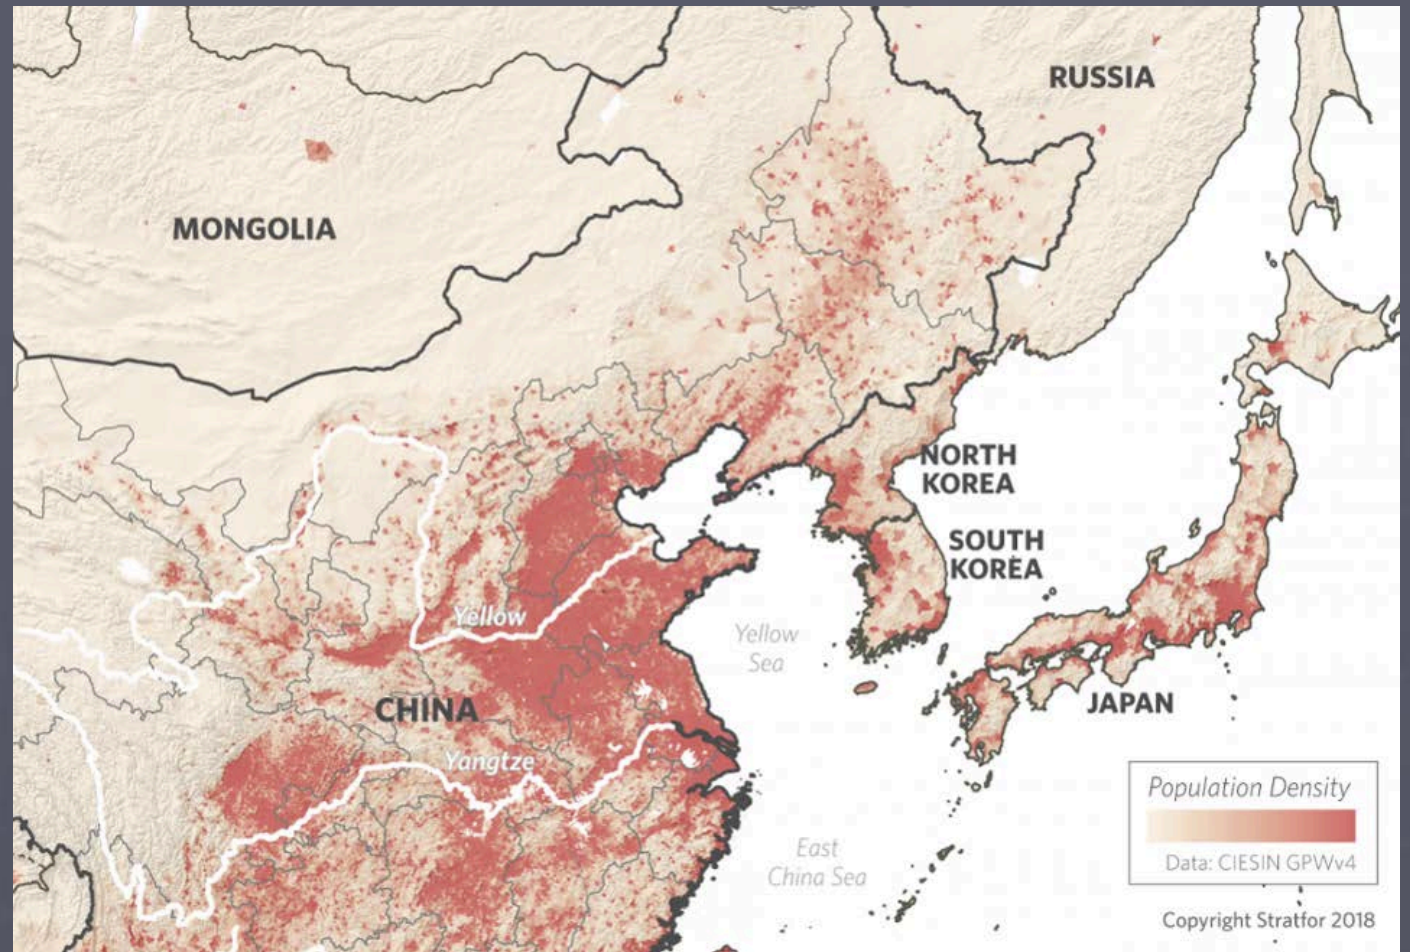 RUSSIA
MONGOLIA
NORTH
KOREA
SOUTH
KOREA
Yellow
Yellow
Sea
CHINA
JAPAN
Yangtze
Population Density
East
China Sea
Data: CIESIN GPWv4
Copyright Stratfor 2018